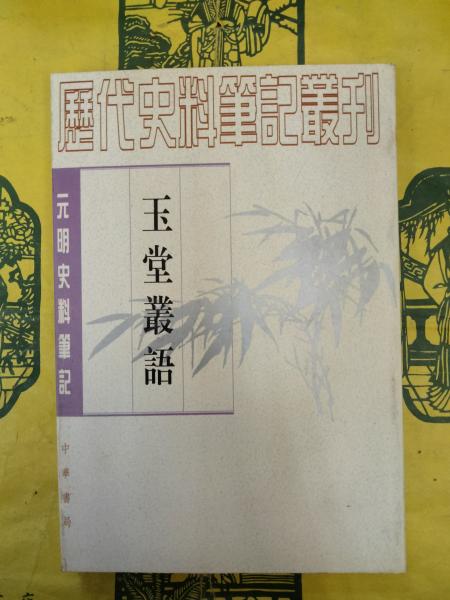 歷代史料筆記叢刊
元明史料筆記
玉堂叢語
中華書局